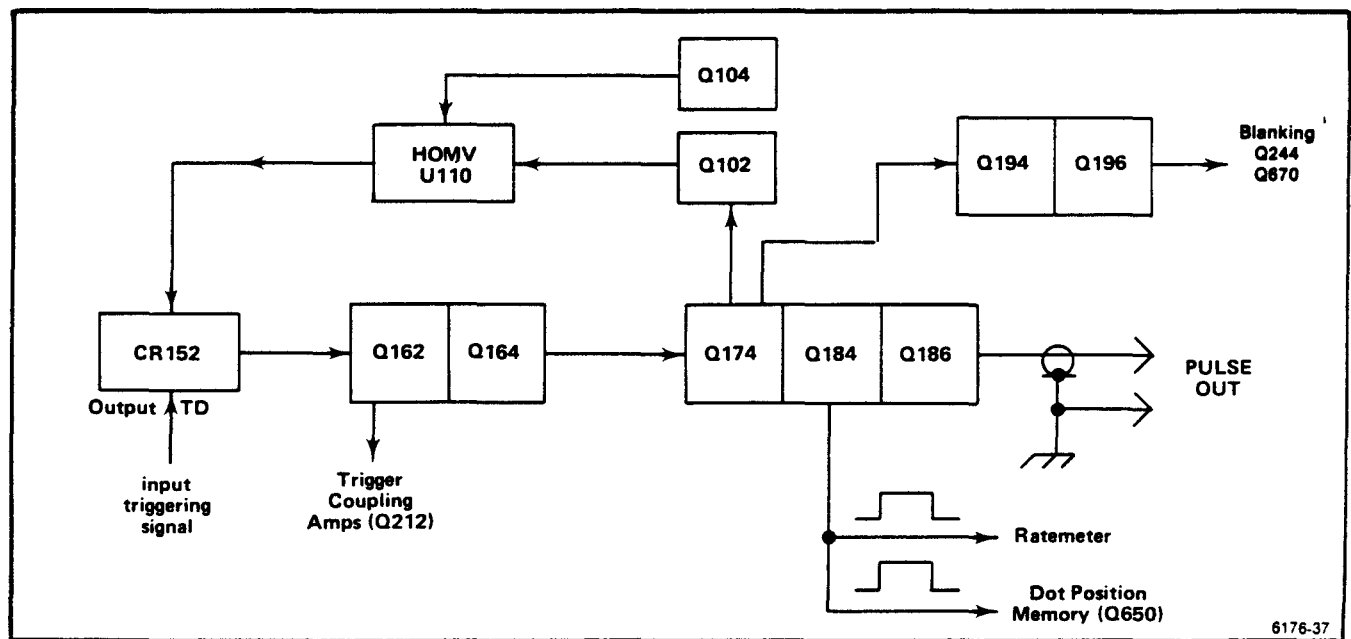 Q104
HOMV
U110
Q102
Q194
Q196
Blanking
Q244
Q670
CR152
Output TD
input
triggering
signal
Q162
Q164
Trigger
Coupling
Amps (Q212)
Q174
Q184
Q186
PULSE
OUT
Ratemeter
Dot Position
Memory (Q650)
6176-37